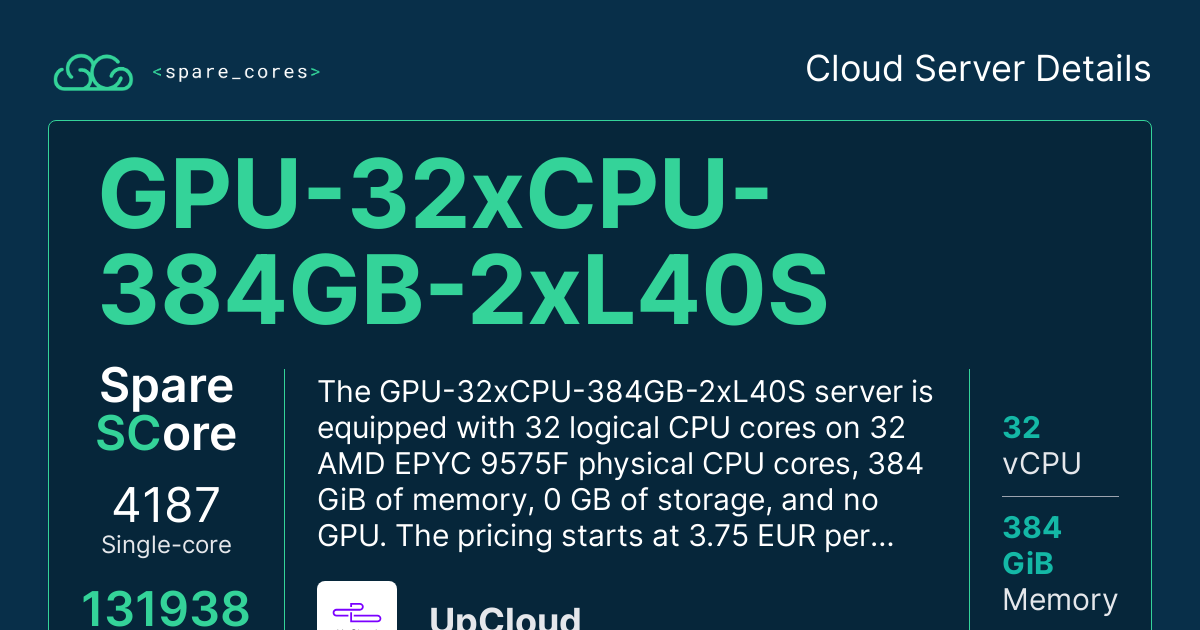 <spare_cores>
Cloud Server Details
GPU-32xCPU-
384GB-2xL40S
Spare
SCore
4187
Single-core
131938
The GPU-32xCPU-384GB-2xL40S server is
equipped with 32 logical CPU cores on 32
AMD EPYC 9575F physical CPU cores, 384
GiB of memory, 0 GB of storage, and no
GPU. The pricing starts at 3.75 EUR per...
UpCloud
32
vCPU
384
GiB
Memory